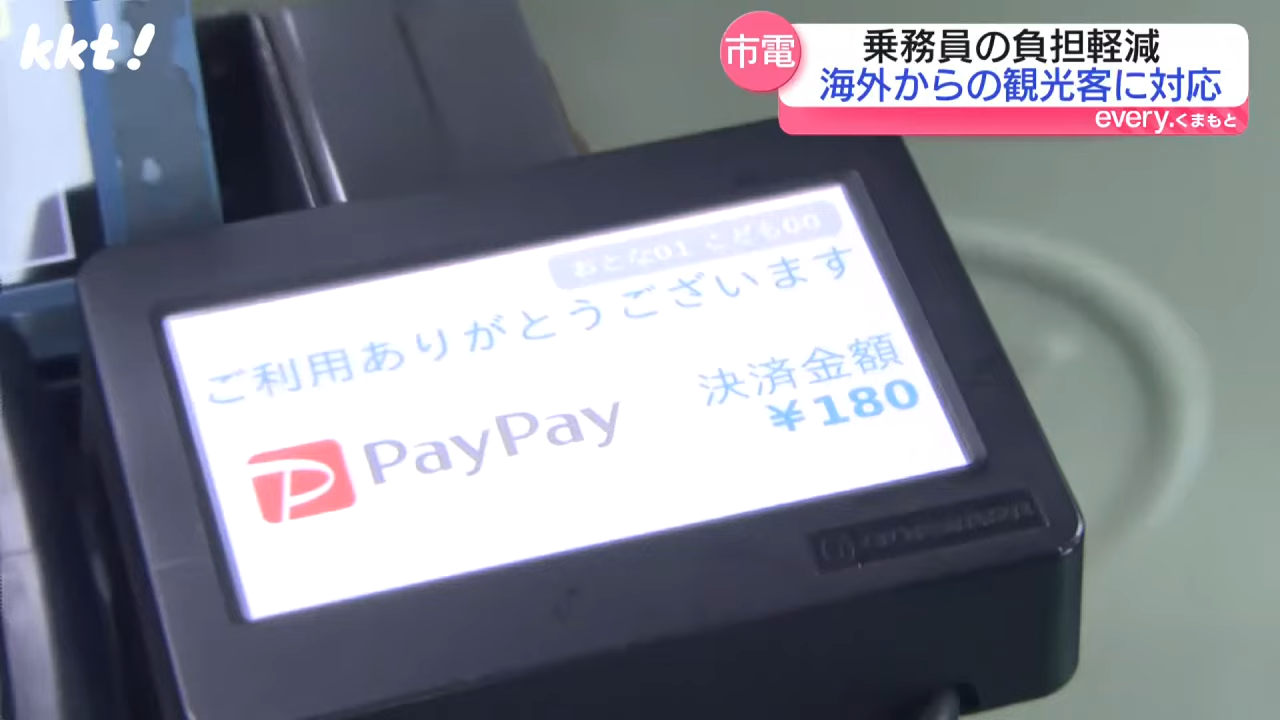 kkt!
市電
乗務員の負担軽減
海外からの観光客に対応
every.くまもと
おとな01 こども00
ご利用ありがとうございます
決済金額
¥180
PayPay